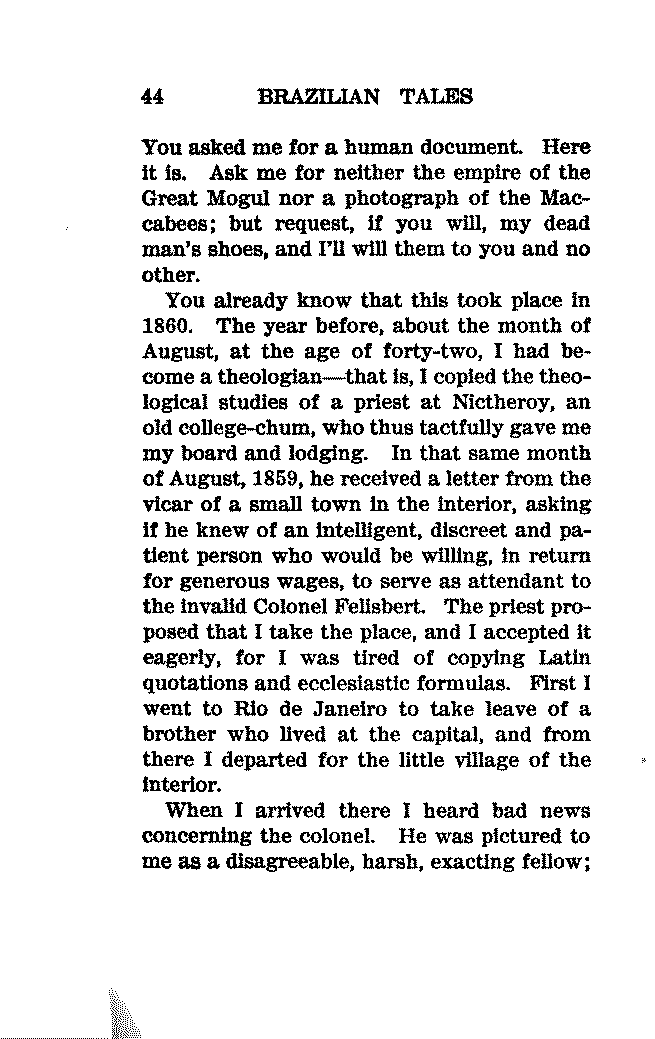 44 BRAZILIAN TALES
You asked me for a human document. Here
it is. Ask me for neither the empire of the
Great Mogul nor a photograph of the Mac-
cabees; but request, if you will, my dead
man's shoes, and I'll will them to you and no
other.
You already know that this took place in
1860. The year before, about the month of
August, at the age of forty-two, I had be-
come a theologian—that is, I copied the theo-
logical studies of a priest at Nictheroy, an
old college-chum, who thus tactfully gave me
my board and lodging. In that same month
of August, 1859, he received a letter from the
vicar of a small town in the interior, asking
if he knew of an intelligent, discreet and pa-
tient person who would be willing, in return
for generous wages, to serve as attendant to
the invalid Colonel Felisbert. The priest pro-
posed that I take the place, and I accepted it
eagerly, for I was tired of copying Latin
quotations and ecclesiastic formulas. First I
went to Rio de Janeiro to take leave of a
brother who lived at the capital, and from
there I departed for the little village of the
interior.
When I arrived there I heard bad news
concerning the colonel. He was pictured to
me as a disagreeable, harsh, exacting fellow;